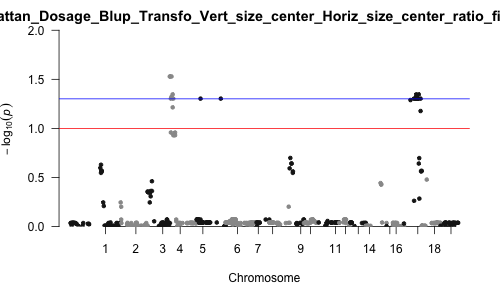 attan_Dosage_Blup_Transfo_Vert_size_center_Horiz_size_center_ratio_fi
2.0
1.5
1.0
0.5
0.0
− log10(p)
1 2 3 4 5 6 7 9 11 14 16 18
Chromosome